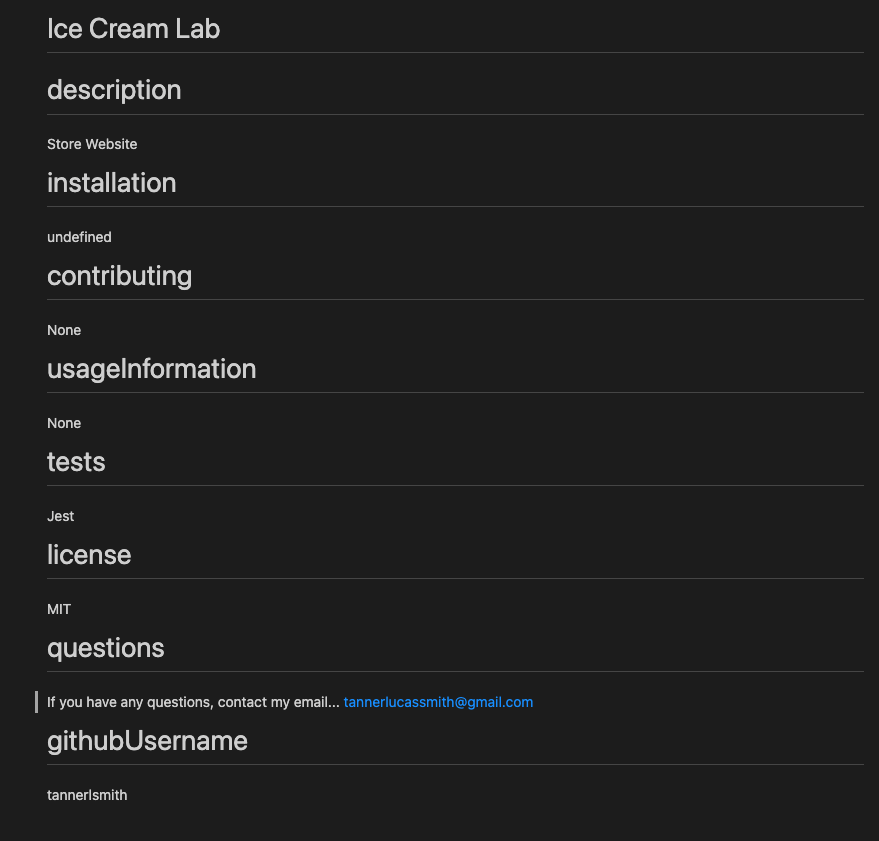 Ice Cream Lab
description
Store Website
installation
undefined
contributing
None
usageInformation
None
tests
Jest
license
MIT
questions
If you have any questions, contact my email... tannerlucassmith@gmail.com
githubUsername
tannerlsmith